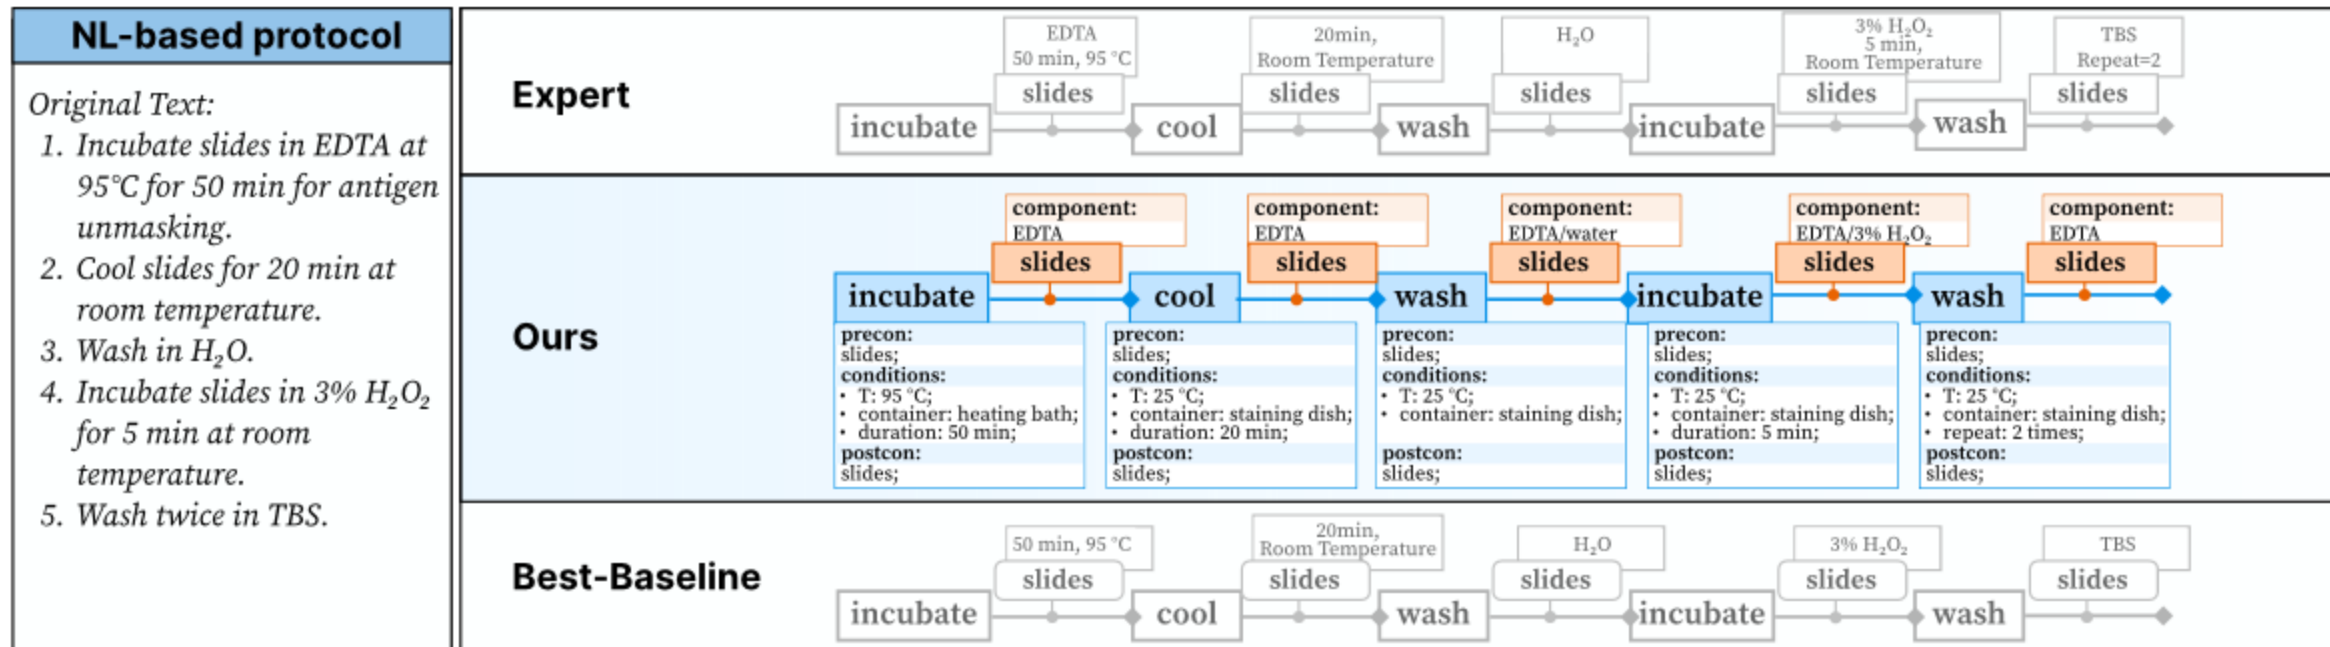 NL-based protocol
Original Text:
1. Incubate slides in EDTA at
95°C for 50 min for antigen
unmasking.
2. Cool slides for 20 min at
room temperature.
3. Wash in H₂O.
4. Incubate slides in 3% H₂O₂
for 5 min at room
temperature.
5. Wash twice in TBS.
Expert
EDTA
50 min, 95 °C
slides
incubate
20min,
Room Temperature
slides
cool
H₂O
slides
wash
3% H₂O₂
5 min,
Room Temperature
slides
incubate
TBS
Repeat=2
slides
wash
Ours
component:
EDTA
slides
incubate
precon:
slides;
conditions:
• T: 95 °C;
• container: heating bath;
• duration: 50 min;
postcon:
slides;
component:
EDTA
slides
cool
precon:
slides;
conditions:
• T: 25 °C;
• container: staining dish;
• duration: 20 min;
postcon:
slides;
component:
EDTA/water
slides
wash
precon:
slides;
conditions:
• T: 25 °C;
• container: staining dish;
postcon:
slides;
component:
EDTA/3% H₂O₂
slides
incubate
precon:
slides;
conditions:
• T: 25 °C;
• container: staining dish;
• duration: 5 min;
postcon:
slides;
component:
EDTA
slides
wash
precon:
slides;
conditions:
• T: 25 °C;
• container: staining dish;
• repeat: 2 times;
postcon:
slides;
Best-Baseline
50 min, 95 °C
slides
incubate
20min,
Room Temperature
slides
cool
H₂O
slides
wash
3% H₂O₂
slides
incubate
TBS
slides
wash